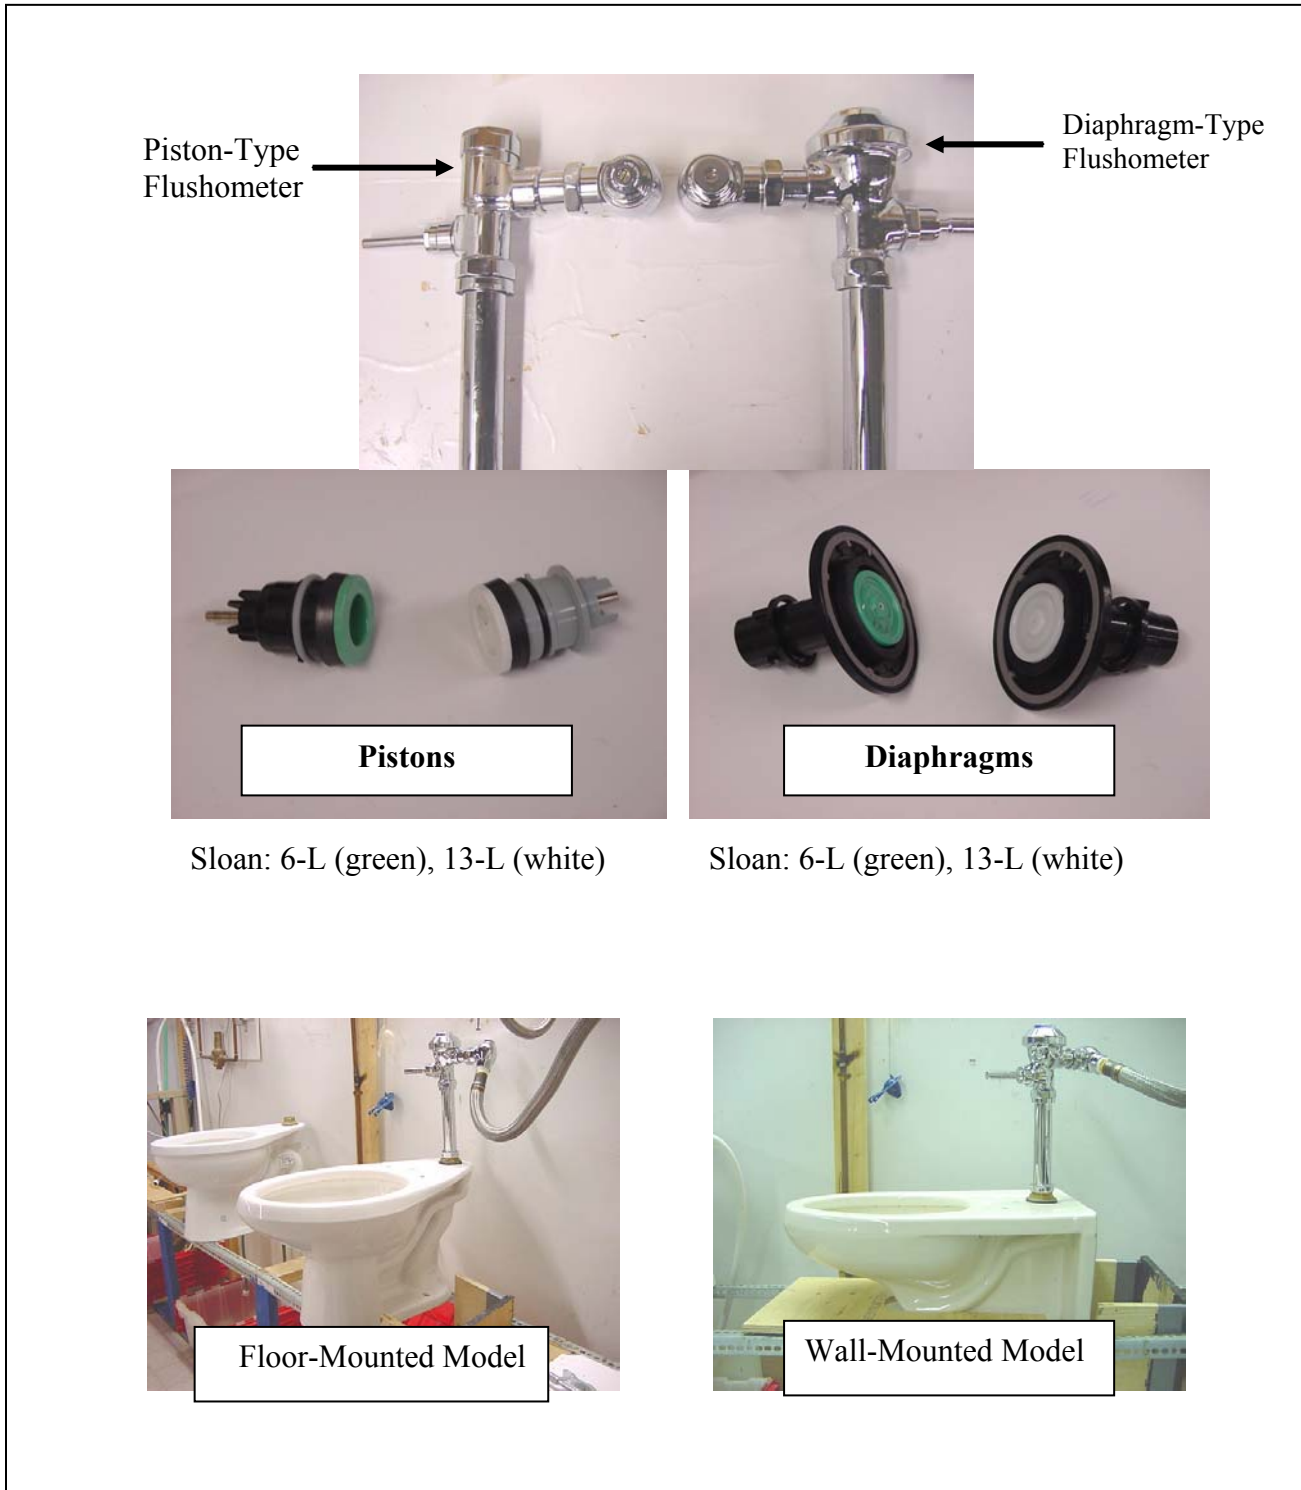 Piston-Type
Flushometer
Diaphragm-Type
Flushometer
Pistons
Diaphragms
Sloan: 6-L (green), 13-L (white)
Sloan: 6-L (green), 13-L (white)
Floor-Mounted Model
Wall-Mounted Model